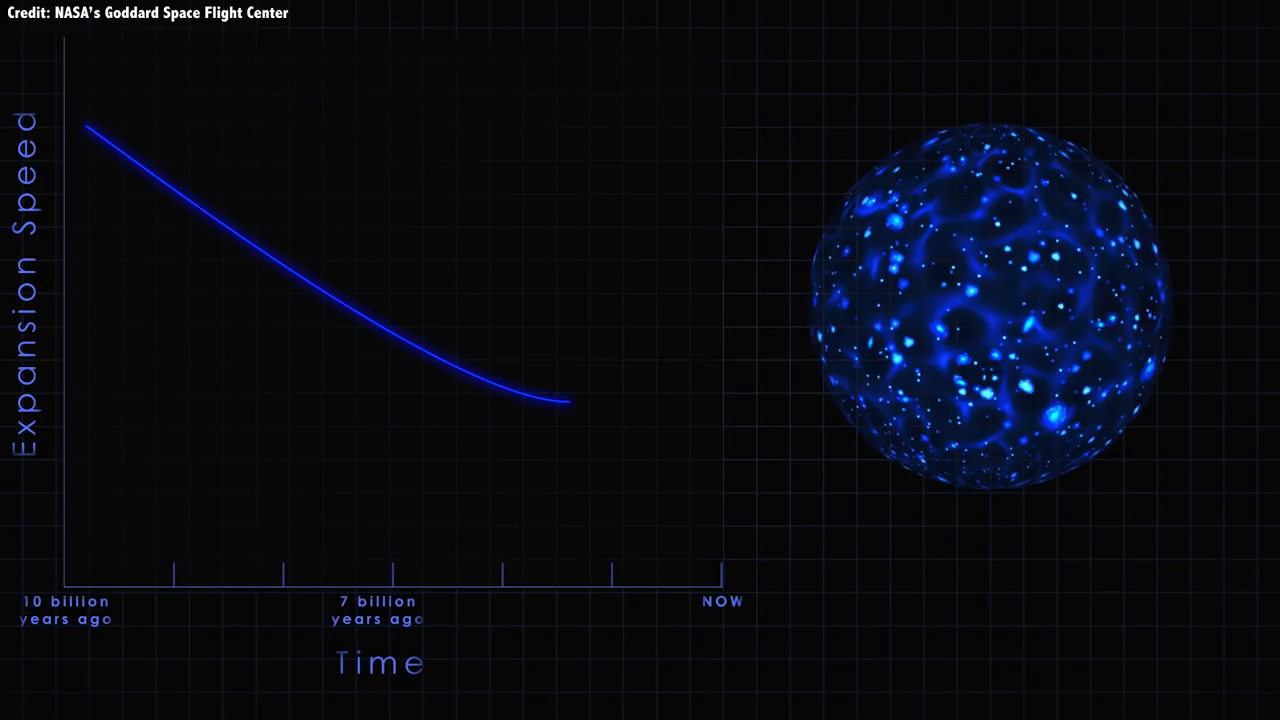 Credit: NASA's Goddard Space Flight Center
Expansion Speed
10 billion
years ago
7 billion
years ago
NOW
Time